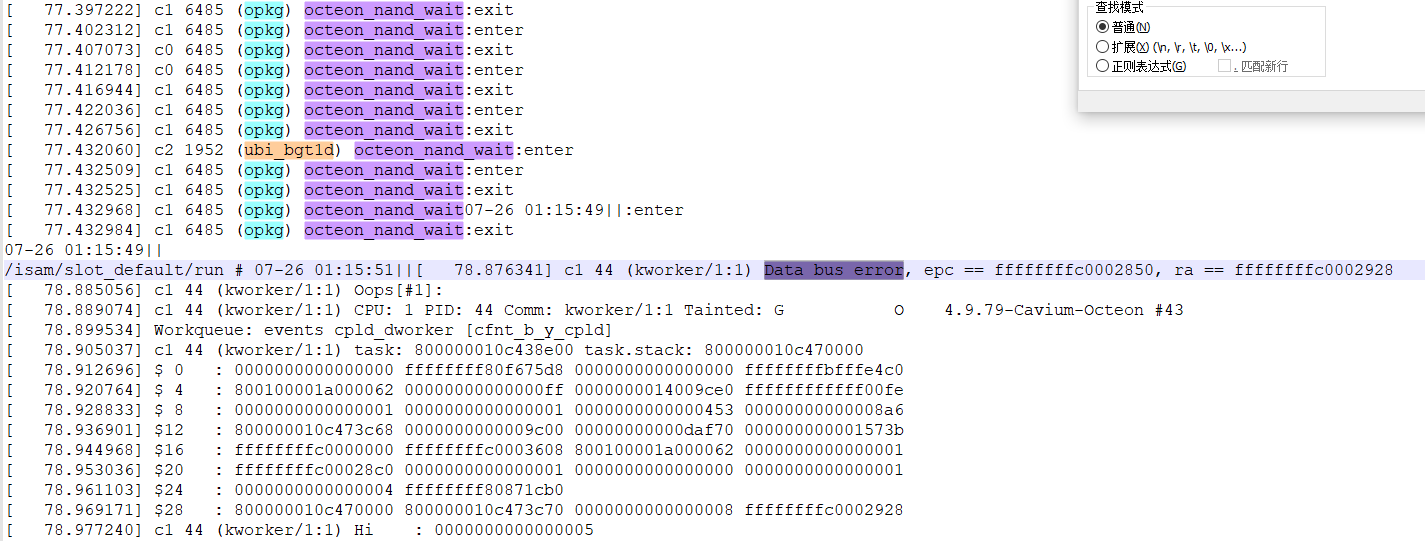 [   77.397222] c1 6485 (opkg) octeon_nand_wait:exit
[   77.402312] c1 6485 (opkg) octeon_nand_wait:enter
[   77.407073] c0 6485 (opkg) octeon_nand_wait:exit
[   77.412178] c0 6485 (opkg) octeon_nand_wait:enter
[   77.416944] c1 6485 (opkg) octeon_nand_wait:exit
[   77.422036] c1 6485 (opkg) octeon_nand_wait:enter
[   77.426756] c1 6485 (opkg) octeon_nand_wait:exit
[   77.432060] c2 1952 (ubi_bgt1d) octeon_nand_wait:enter
[   77.432509] c1 6485 (opkg) octeon_nand_wait:enter
[   77.432525] c1 6485 (opkg) octeon_nand_wait:exit
[   77.432968] c1 6485 (opkg) octeon_nand_wait07-26 01:15:49||:enter
[   77.432984] c1 6485 (opkg) octeon_nand_wait:exit
07-26 01:15:49||
/isam/slot_default/run # 07-26 01:15:51||[   78.876341] c1 44 (kworker/1:1) Data bus error, epc == ffffffffc0002850, ra == ffffffffc0002928
[   78.885056] c1 44 (kworker/1:1) Oops[#1]:
[   78.889074] c1 44 (kworker/1:1) CPU: 1 PID: 44 Comm: kworker/1:1 Tainted: G           O    4.9.79-Cavium-Octeon #43
[   78.899534] Workqueue: events cpld_dworker [cfnt_b_y_cpld]
[   78.905037] c1 44 (kworker/1:1) task: 800000010c438e00 task.stack: 800000010c470000
[   78.912696] $ 0   : 0000000000000000 ffffffff80f675d8 0000000000000000 ffffffffbfffe4c0
[   78.920764] $ 4   : 800100001a000062 00000000000000ff 0000000014009ce0 ffffffffffff00fe
[   78.928833] $ 8   : 0000000000000001 0000000000000001 0000000000000453 00000000000008a6
[   78.936901] $12   : 800000010c473c68 0000000000009c00 00000000000daf70 000000000001573b
[   78.944968] $16   : ffffffffc0000000 ffffffffc0003608 800100001a000062 0000000000000001
[   78.953036] $20   : ffffffffc00028c0 0000000000000001 0000000000000000 0000000000000001
[   78.961103] $24   : 0000000000000004 ffffffff80871cb0
[   78.969171] $28   : 800000010c470000 800000010c473c70 0000000000000008 ffffffffc0002928
[   78.977240] c1 44 (kworker/1:1) Hi    : 0000000000000005
查找模式
普通(N)
扩展(X) (\n, \r, \t, \0, \x...)
正则表达式(G) . 匹配新行